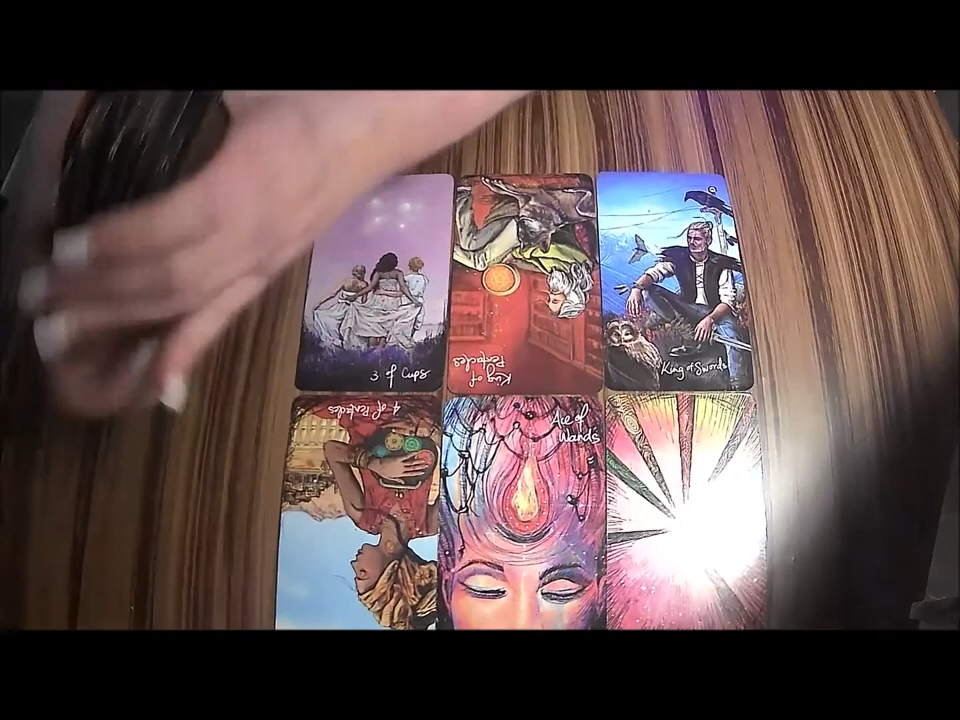 3 of Cups
King of
Pentacles
King of Swords
4 of Pentacles
Ace of
Wands